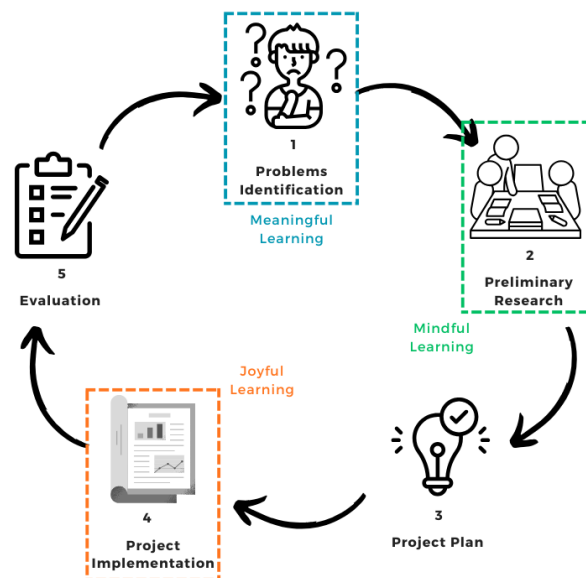 1
Problems
Identification
Meaningful
Learning
2
Preliminary
Research
Mindful
Learning
3
Project Plan
Joyful
Learning
4
Project
Implementation
5
Evaluation